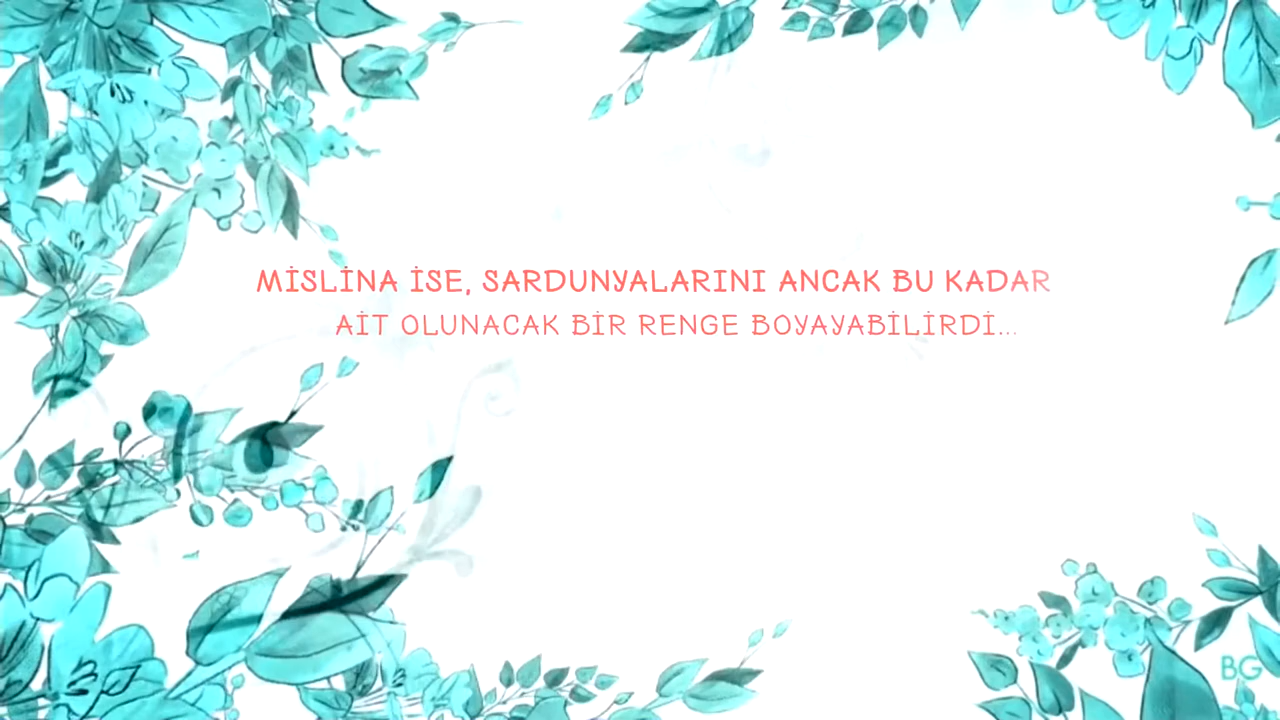 MİSLİNA İSE, SARDUNYALARINI ANCAK BU KADAR
AİT OLUNACAK BİR RENGE BOYAYABİLİRDİ...
BG